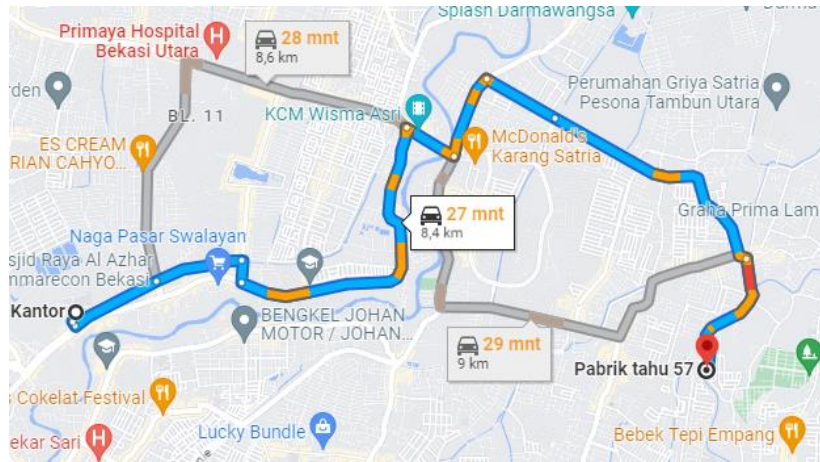 Splash Darmawangsa
Primaya Hospital
Bekasi Utara
28 mnt
8,6 km
Perumahan Griya Satria
Pesona Tambun Utara
KCM Wisma Asri
BL. 11
McDonald's
Karang Satria
ES CREAM
RIAN CAHYO...
27 mnt
8,4 km
Graha Prima Lam
Naga Pasar Swalayan
sjid Raya Al Azhar
mmarecon Bekasi
Kantor
BENGKEL JOHAN
MOTOR / JOHAN...
29 mnt
9 km
Pabrik tahu 57
s Cokelat Festival
Lucky Bundle
ekar Sari
Bebek Tepi Empang